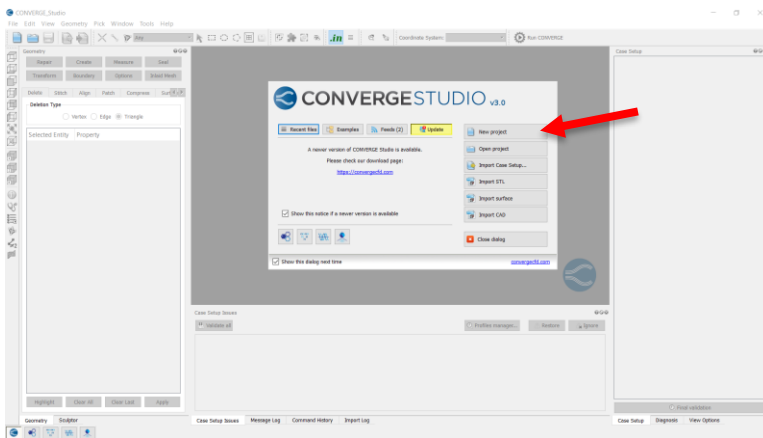 CONVERGE_Studio
File Edit View Geometry Pick Window Tools Help
Any
.in
Coordinate System:
Run CONVERGE
Geometry
Case Setup
Repair Create Measure Seal
Transform Boundary Options Inlaid Mesh
Delete Stitch Align Patch Compress
Deletion Type
Vertex Edge Triangle
Selected Entity Property
CONVERGESTUDIO v3.0
Recent files Examples Feeds (2) Update
A newer version of CONVERGE Studio is available.
Please check our download page:
https://convergecfd.com
Show this notice if a newer version is available
New project
Open project
Import Case Setup...
Import STL
Import surface
Import CAD
Close dialog
Show this dialog next time
convergecfd.com
Case Setup Issues
Validate all
Profiles manager... Restore Ignore
Highlight Clear All Clear Last Apply
Final validation
Geometry Sculptor
Case Setup Issues Message Log Command History Import Log
Case Setup Diagnosis View Options